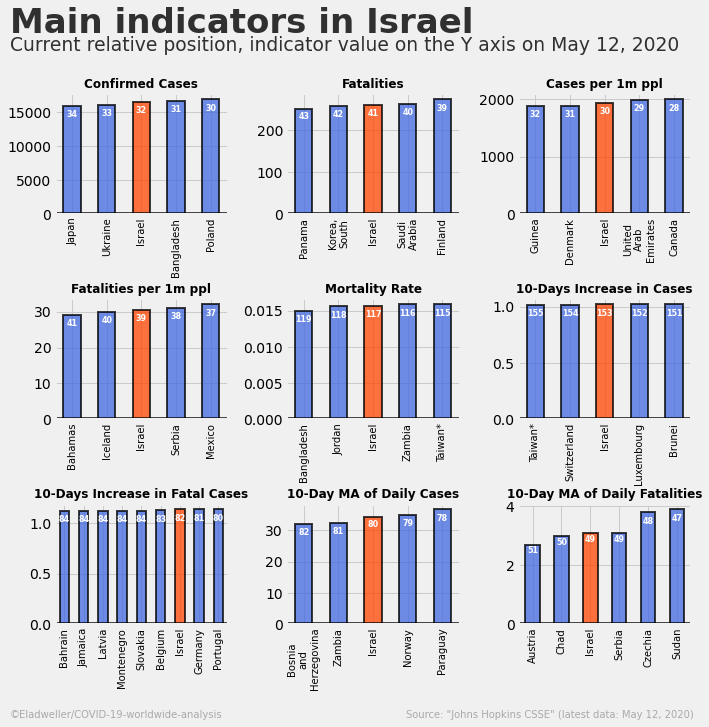 Main indicators in Israel
Current relative position, indicator value on the Y axis on May 12, 2020
Confirmed Cases
15000
10000
5000
0
34
33
32
31
30
Japan
Ukraine
Israel
Bangladesh
Poland
Fatalities
200
100
0
43
42
41
40
39
Panama
Korea,
South
Israel
Saudi
Arabia
Finland
Cases per 1m ppl
2000
1000
0
32
31
30
29
28
Guinea
Denmark
Israel
United
Arab
Emirates
Canada
Fatalities per 1m ppl
30
20
10
0
41
40
39
38
37
Bahamas
Iceland
Israel
Serbia
Mexico
Mortality Rate
0.015
0.010
0.005
0.000
119
118
117
116
115
Bangladesh
Jordan
Israel
Zambia
Taiwan*
10-Days Increase in Cases
1.0
0.5
0.0
155
154
153
152
151
Taiwan*
Switzerland
Israel
Luxembourg
Brunei
10-Days Increase in Fatal Cases
1.0
0.5
0.0
84
84
84
84
84
83
82
81
80
Bahrain
Jamaica
Latvia
Montenegro
Slovakia
Belgium
Israel
Germany
Portugal
10-Day MA of Daily Cases
30
20
10
0
82
81
80
79
78
Bosnia
and
Herzegovina
Zambia
Israel
Norway
Paraguay
10-Day MA of Daily Fatalities
4
2
0
51
50
49
49
48
47
Austria
Chad
Israel
Serbia
Czechia
Sudan
©Eladweller/COVID-19-worldwide-analysis
Source: "Johns Hopkins CSSE" (latest data: May 12, 2020)